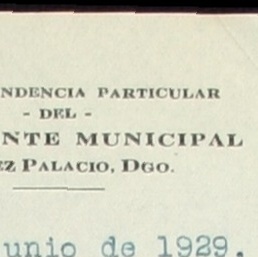 NDENCIA PARTICULAR
- DEL -
NTE MUNICIPAL
EZ PALACIO, DGO.
unio de 1929.